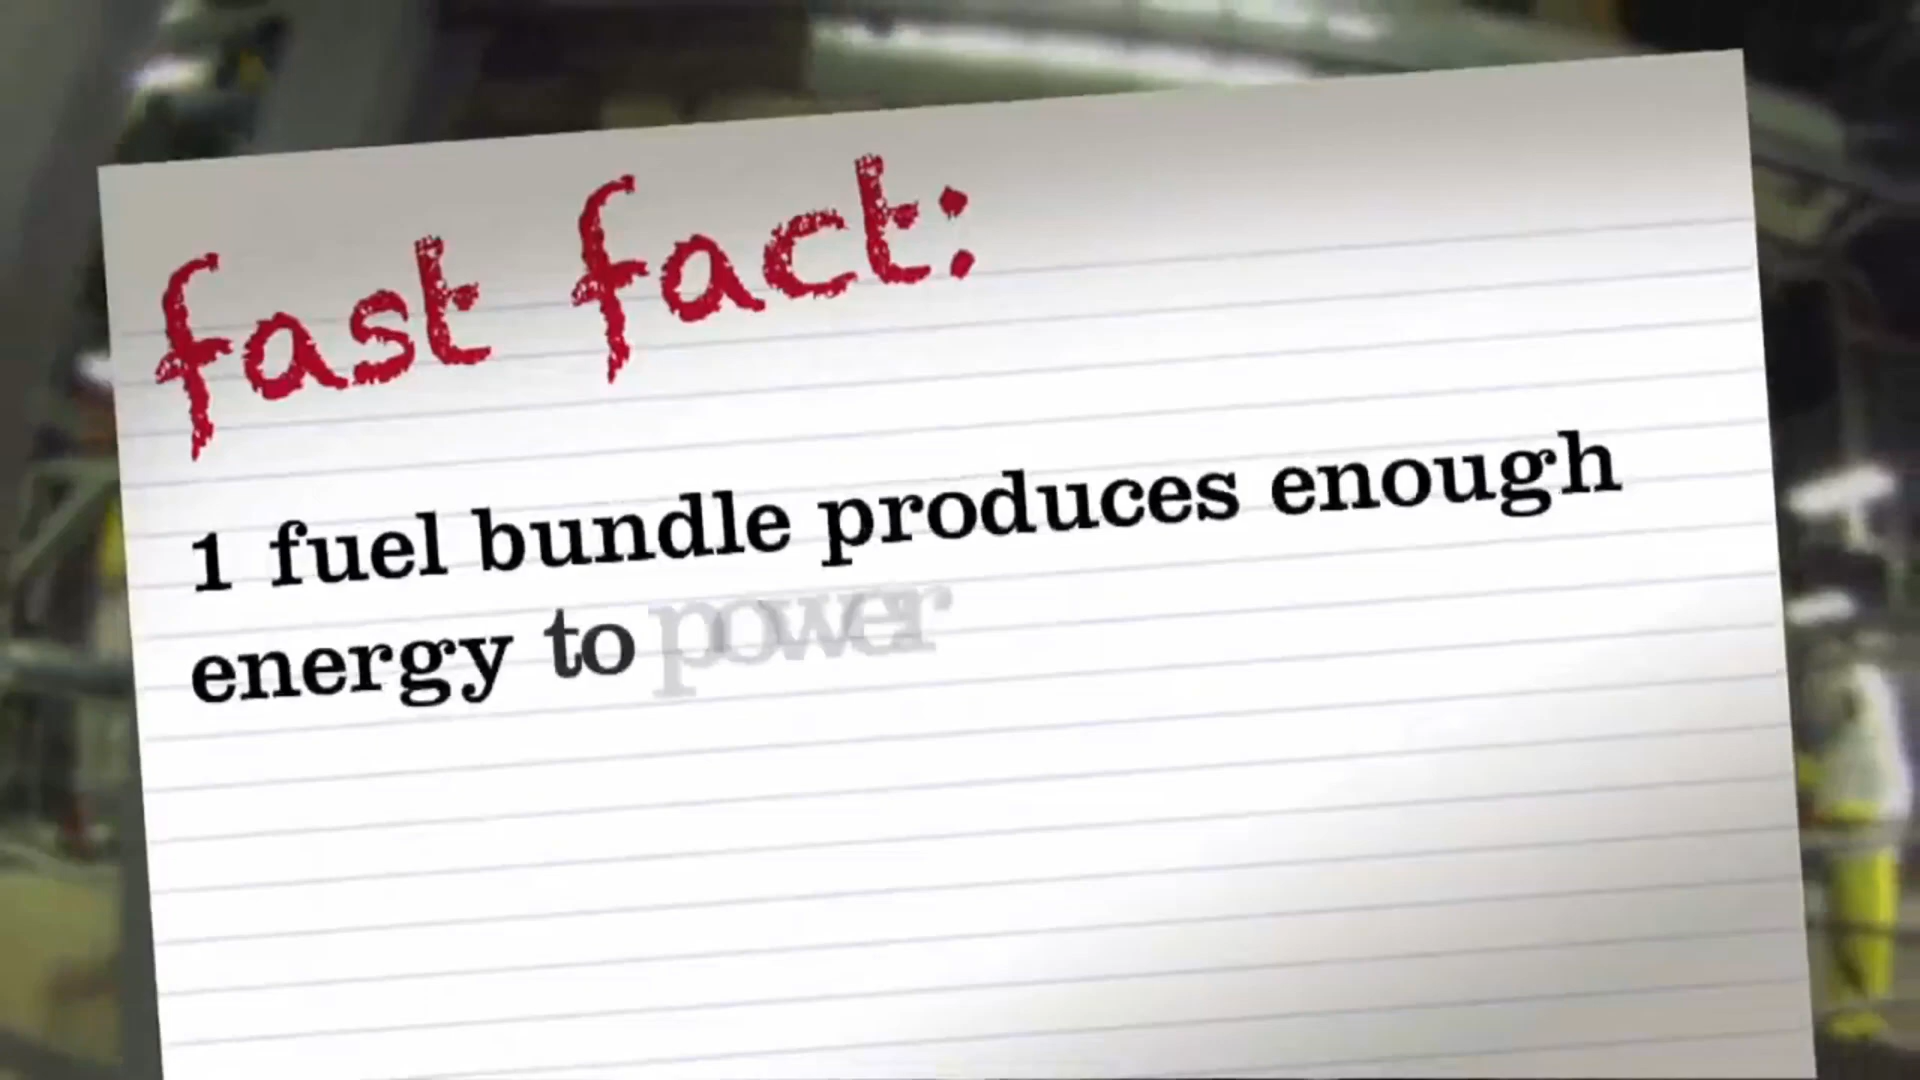 fast fact:
1 fuel bundle produces enough
energy to power